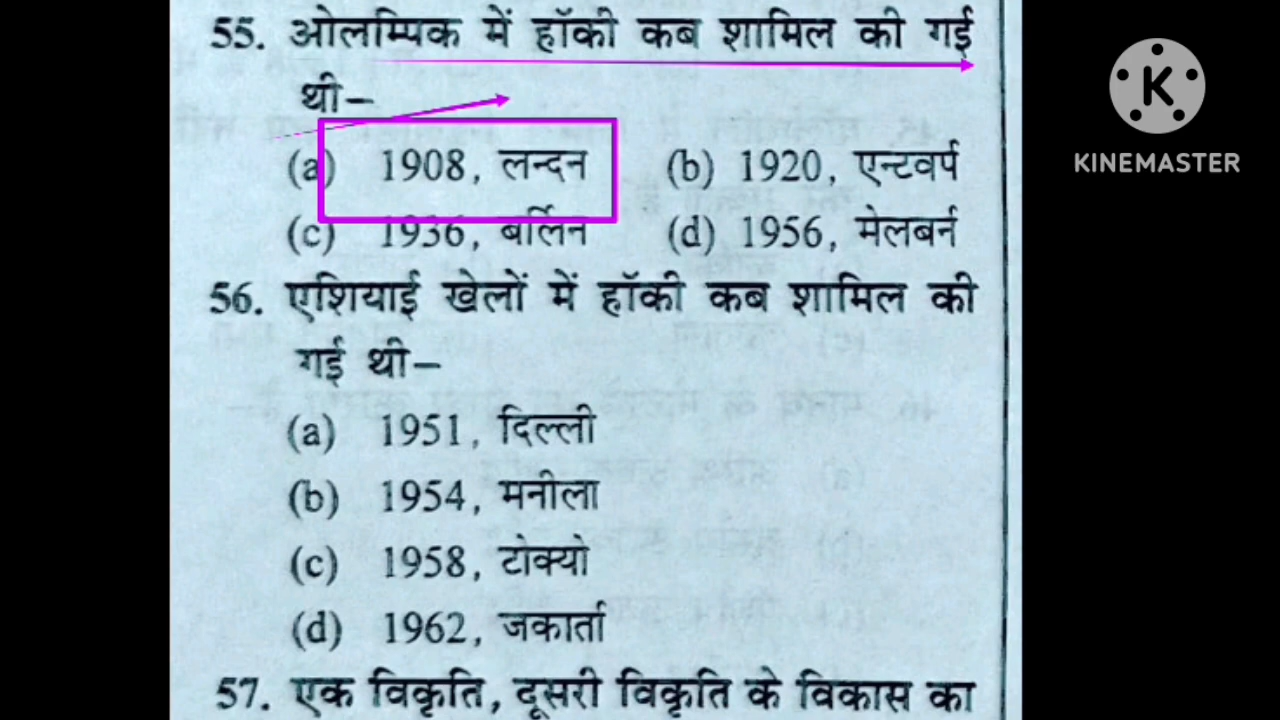 55. ओलम्पिक में हॉकी कब शामिल की गई
थी–
(a) 1908, लन्दन (b) 1920, एन्टवर्प
(c) 1936, बर्लिन (d) 1956, मेलबर्न
56. एशियाई खेलों में हॉकी कब शामिल की
गई थी–
(a) 1951, दिल्ली
(b) 1954, मनीला
(c) 1958, टोक्यो
(d) 1962, जकार्ता
57. एक विकृति, दूसरी विकृति के विकास का
K
KINEMASTER